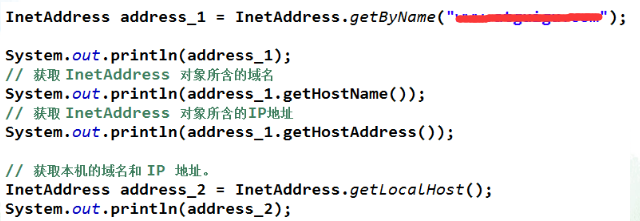 InetAddress address_1 = InetAddress.getByName("");
System.out.println(address_1);
// 获取 InetAddress 对象所含的域名
System.out.println(address_1.getHostName());
// 获取 InetAddress 对象所含的IP地址
System.out.println(address_1.getHostAddress());
// 获取本机的域名和 IP 地址。
InetAddress address_2 = InetAddress.getLocalHost();
System.out.println(address_2);